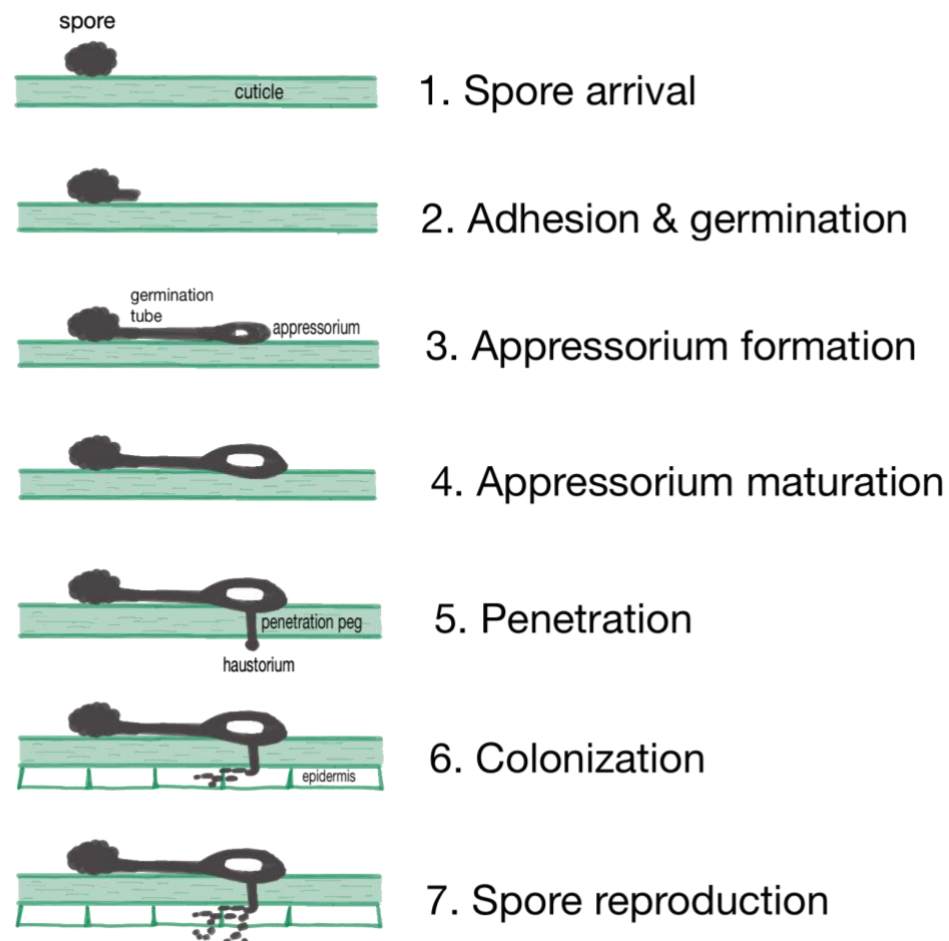 spore
cuticle
1. Spore arrival
2. Adhesion & germination
germination
tube
appressorium
3. Appressorium formation
4. Appressorium maturation
penetration peg
haustorium
5. Penetration
epidermis
6. Colonization
7. Spore reproduction